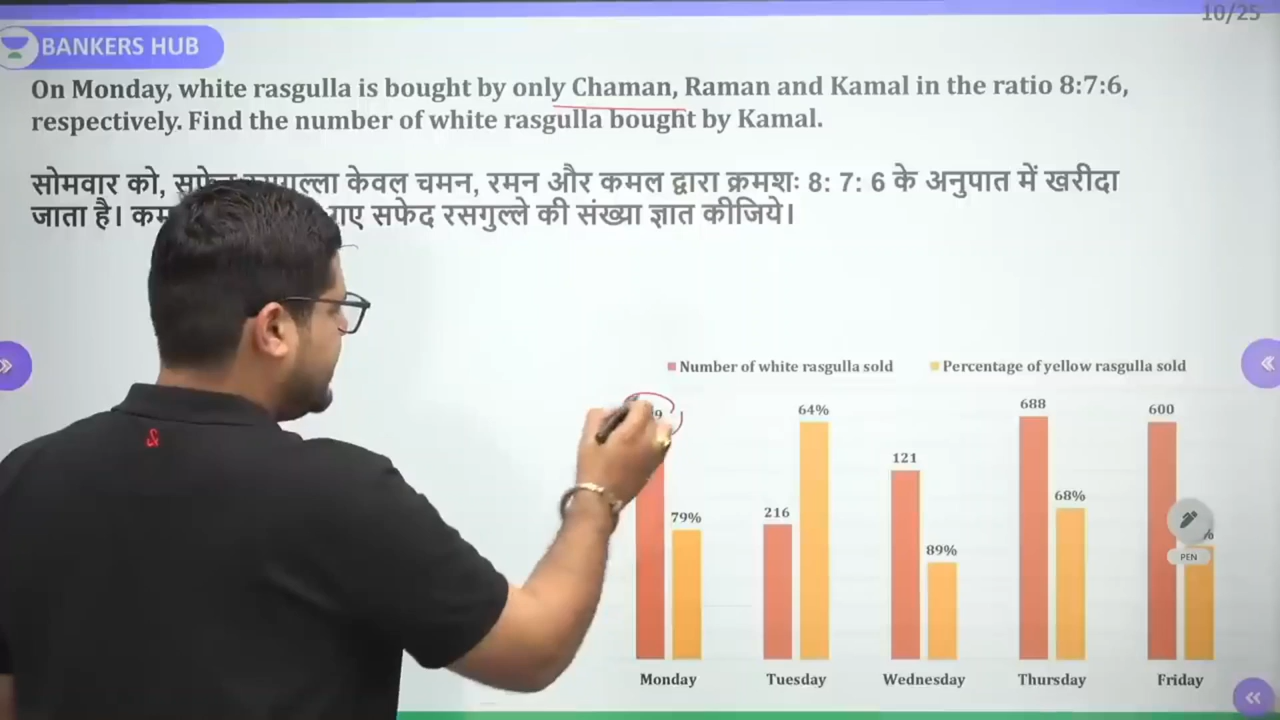 10/25
BANKERS HUB
On Monday, white rasgulla is bought by only Chaman, Raman and Kamal in the ratio 8:7:6,
respectively. Find the number of white rasgulla bought by Kamal.
सोमवार को, केवल चमन, रमन और कमल द्वारा क्रमशः 8: 7: 6 के अनुपात में खरीदा
जाता है। सफेद रसगुल्ले की संख्या ज्ञात कीजिये।
Number of white rasgulla sold Percentage of yellow rasgulla sold
64% 688 600
121
68%
216 79%
89%
PEN
Monday Tuesday Wednesday Thursday Friday